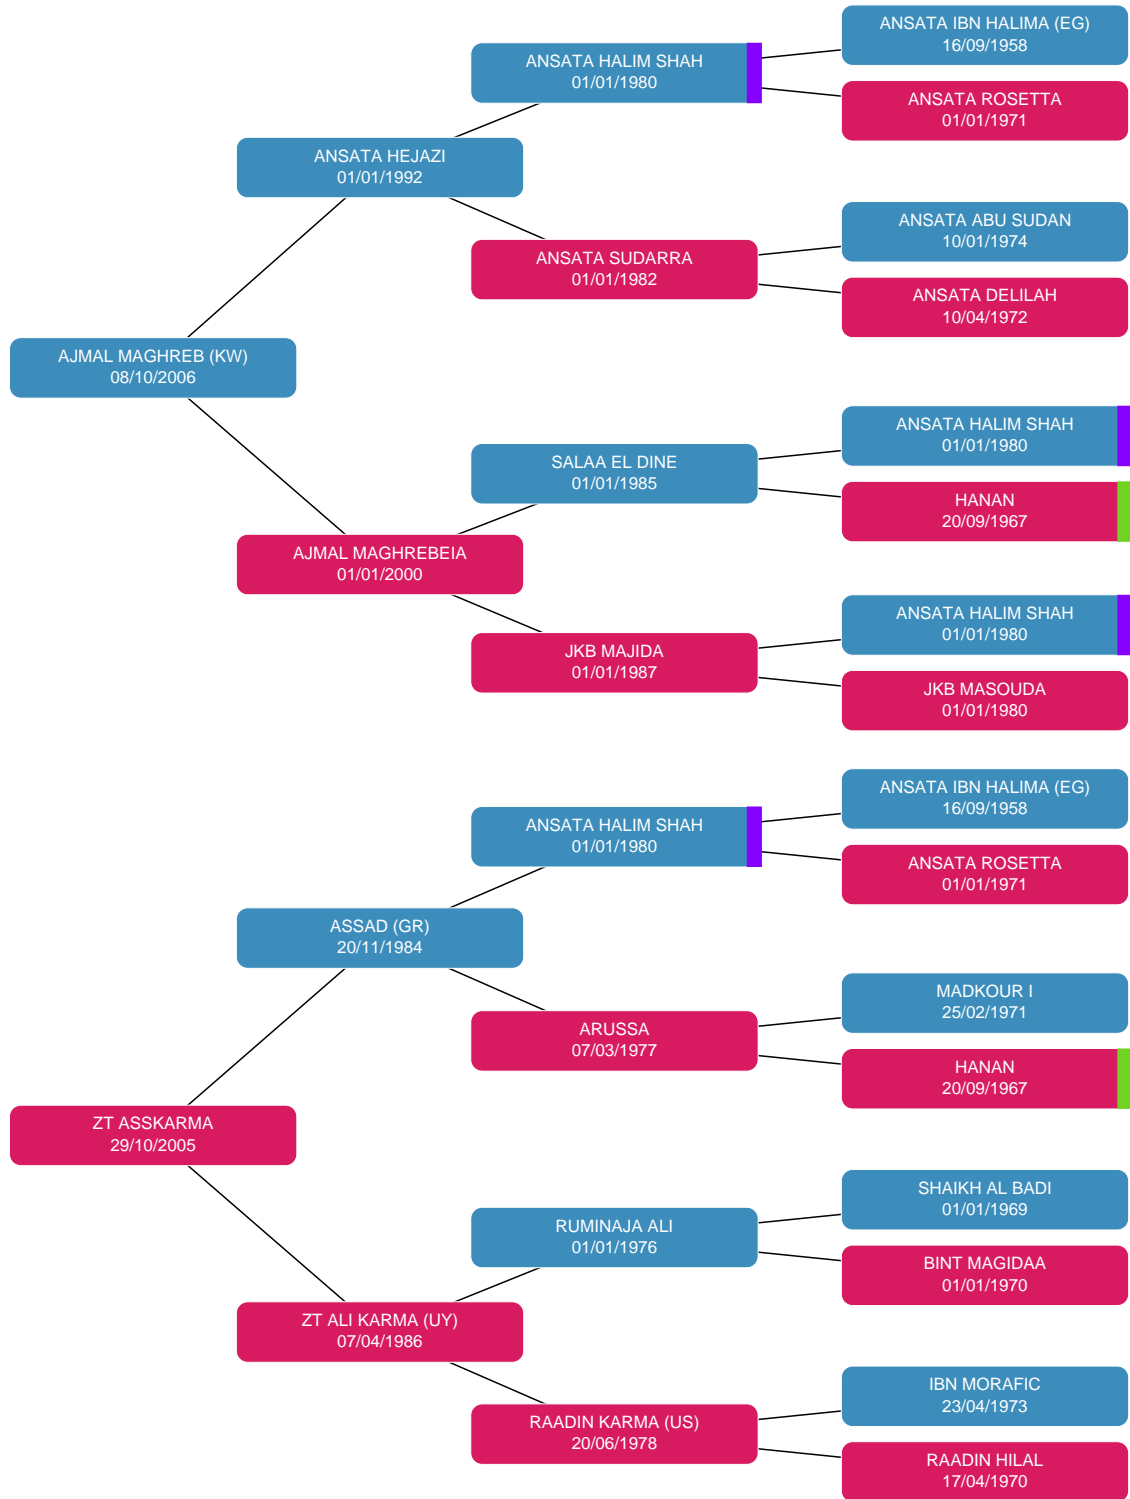 ANSATA IBN HALIMA (EG)
16/09/1958
ANSATA HALIM SHAH
01/01/1980
ANSATA ROSETTA
01/01/1971
ANSATA HEJAZI
01/01/1992
ANSATA ABU SUDAN
10/01/1974
ANSATA SUDARRA
01/01/1982
ANSATA DELILAH
10/04/1972
AJMAL MAGHREB (KW)
08/10/2006
ANSATA HALIM SHAH
01/01/1980
SALAA EL DINE
01/01/1985
HANAN
20/09/1967
AJMAL MAGHREBEIA
01/01/2000
ANSATA HALIM SHAH
01/01/1980
JKB MAJIDA
01/01/1987
JKB MASOUDA
01/01/1980
ANSATA IBN HALIMA (EG)
16/09/1958
ANSATA HALIM SHAH
01/01/1980
ANSATA ROSETTA
01/01/1971
ASSAD (GR)
20/11/1984
MADKOUR I
25/02/1971
ARUSSA
07/03/1977
HANAN
20/09/1967
ZT ASSKARMA
29/10/2005
SHAIKH AL BADI
01/01/1969
RUMINAJA ALI
01/01/1976
BINT MAGIDAA
01/01/1970
ZT ALI KARMA (UY)
07/04/1986
IBN MORAFIC
23/04/1973
RAADIN KARMA (US)
20/06/1978
RAADIN HILAL
17/04/1970